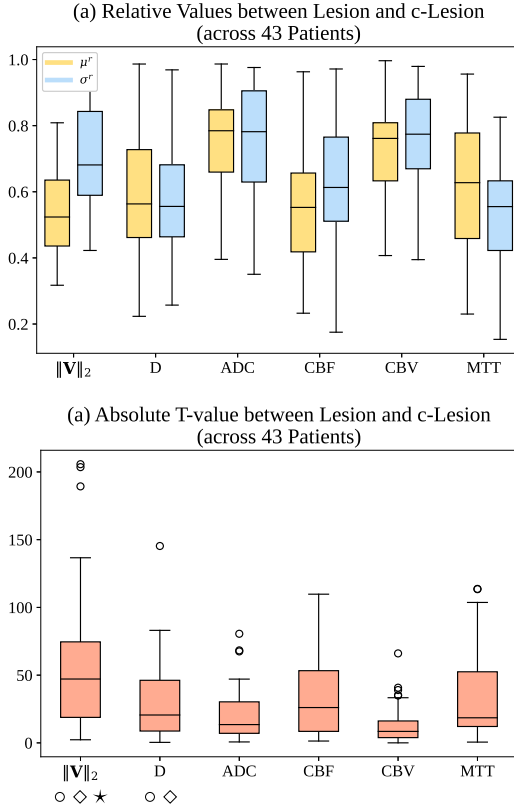 (a) Relative Values between Lesion and c-Lesion
(across 43 Patients)
1.0
0.8
0.6
0.4
0.2
μʳ
σʳ
‖V‖₂ D ADC CBF CBV MTT
(a) Absolute T-value between Lesion and c-Lesion
(across 43 Patients)
200
150
100
50
0
‖V‖₂ D ADC CBF CBV MTT